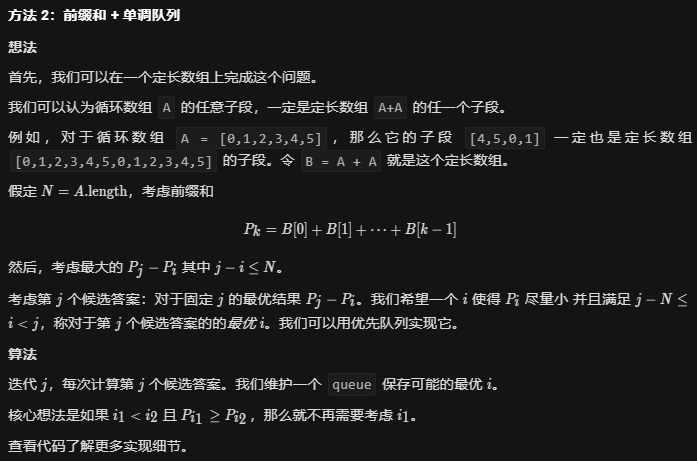 方法 2：前缀和 + 单调队列
想法
首先，我们可以在一个定长数组上完成这个问题。
我们可以认为循环数组 A 的任意子段，一定是定长数组 A+A 的任一个子段。
例如，对于循环数组 A = [0,1,2,3,4,5] ，那么它的子段 [4,5,0,1] 一定也是定长数组
[0,1,2,3,4,5,0,1,2,3,4,5] 的子段。令 B = A + A 就是这个定长数组。
假定 N = A.length，考虑前缀和
P_k = B[0] + B[1] + ⋯ + B[k − 1]
然后，考虑最大的 P_j − P_i 其中 j − i ≤ N。
考虑第 j 个候选答案：对于固定 j 的最优结果 P_j − P_i。我们希望一个 i 使得 P_i 尽量小 并且满足 j − N ≤
i < j，称对于第 j 个候选答案的的最优 i。我们可以用优先队列实现它。
算法
迭代 j，每次计算第 j 个候选答案。我们维护一个 queue 保存可能的最优 i。
核心想法是如果 i_1 < i_2 且 P_{i_1} ≥ P_{i_2}，那么就不再需要考虑 i_1。
查看代码了解更多实现细节。